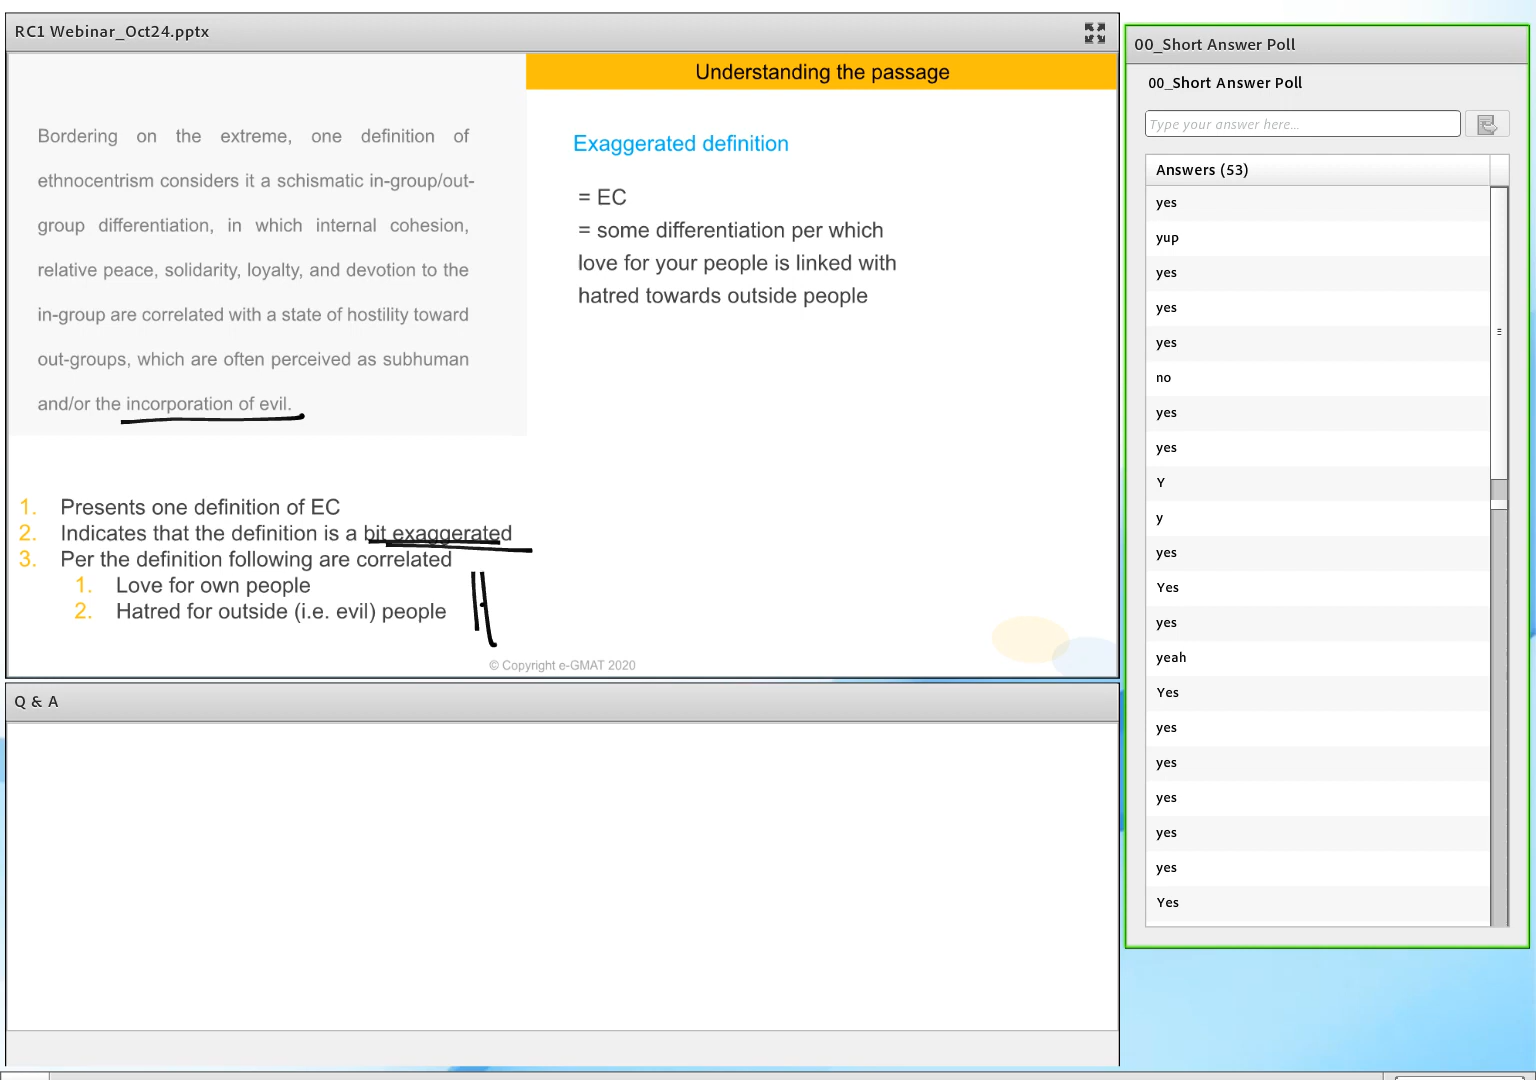 RC1 Webinar_Oct24.pptx
Understanding the passage
Bordering on the extreme, one definition of
ethnocentrism considers it a schismatic in-group/out-
group differentiation, in which internal cohesion,
relative peace, solidarity, loyalty, and devotion to the
in-group are correlated with a state of hostility toward
out-groups, which are often perceived as subhuman
and/or the incorporation of evil.
Exaggerated definition
= EC
= some differentiation per which
love for your people is linked with
hatred towards outside people
1. Presents one definition of EC
2. Indicates that the definition is a bit exaggerated
3. Per the definition following are correlated
1. Love for own people
2. Hatred for outside (i.e. evil) people
© Copyright e-GMAT 2020
Q & A
00_Short Answer Poll
00_Short Answer Poll
Type your answer here...
Answers (53)
yes
yup
yes
yes
yes
no
yes
yes
Y
y
yes
Yes
yes
yeah
Yes
yes
yes
yes
yes
yes
Yes